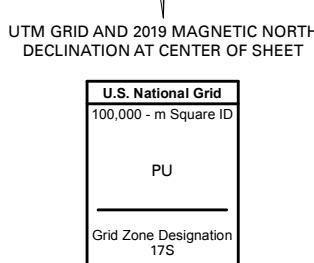 UTM GRID AND 2019 MAGNETIC NORTH
DECLINATION AT CENTER OF SHEET
U.S. National Grid
100,000 - m Square ID
PU
Grid Zone Designation
17S